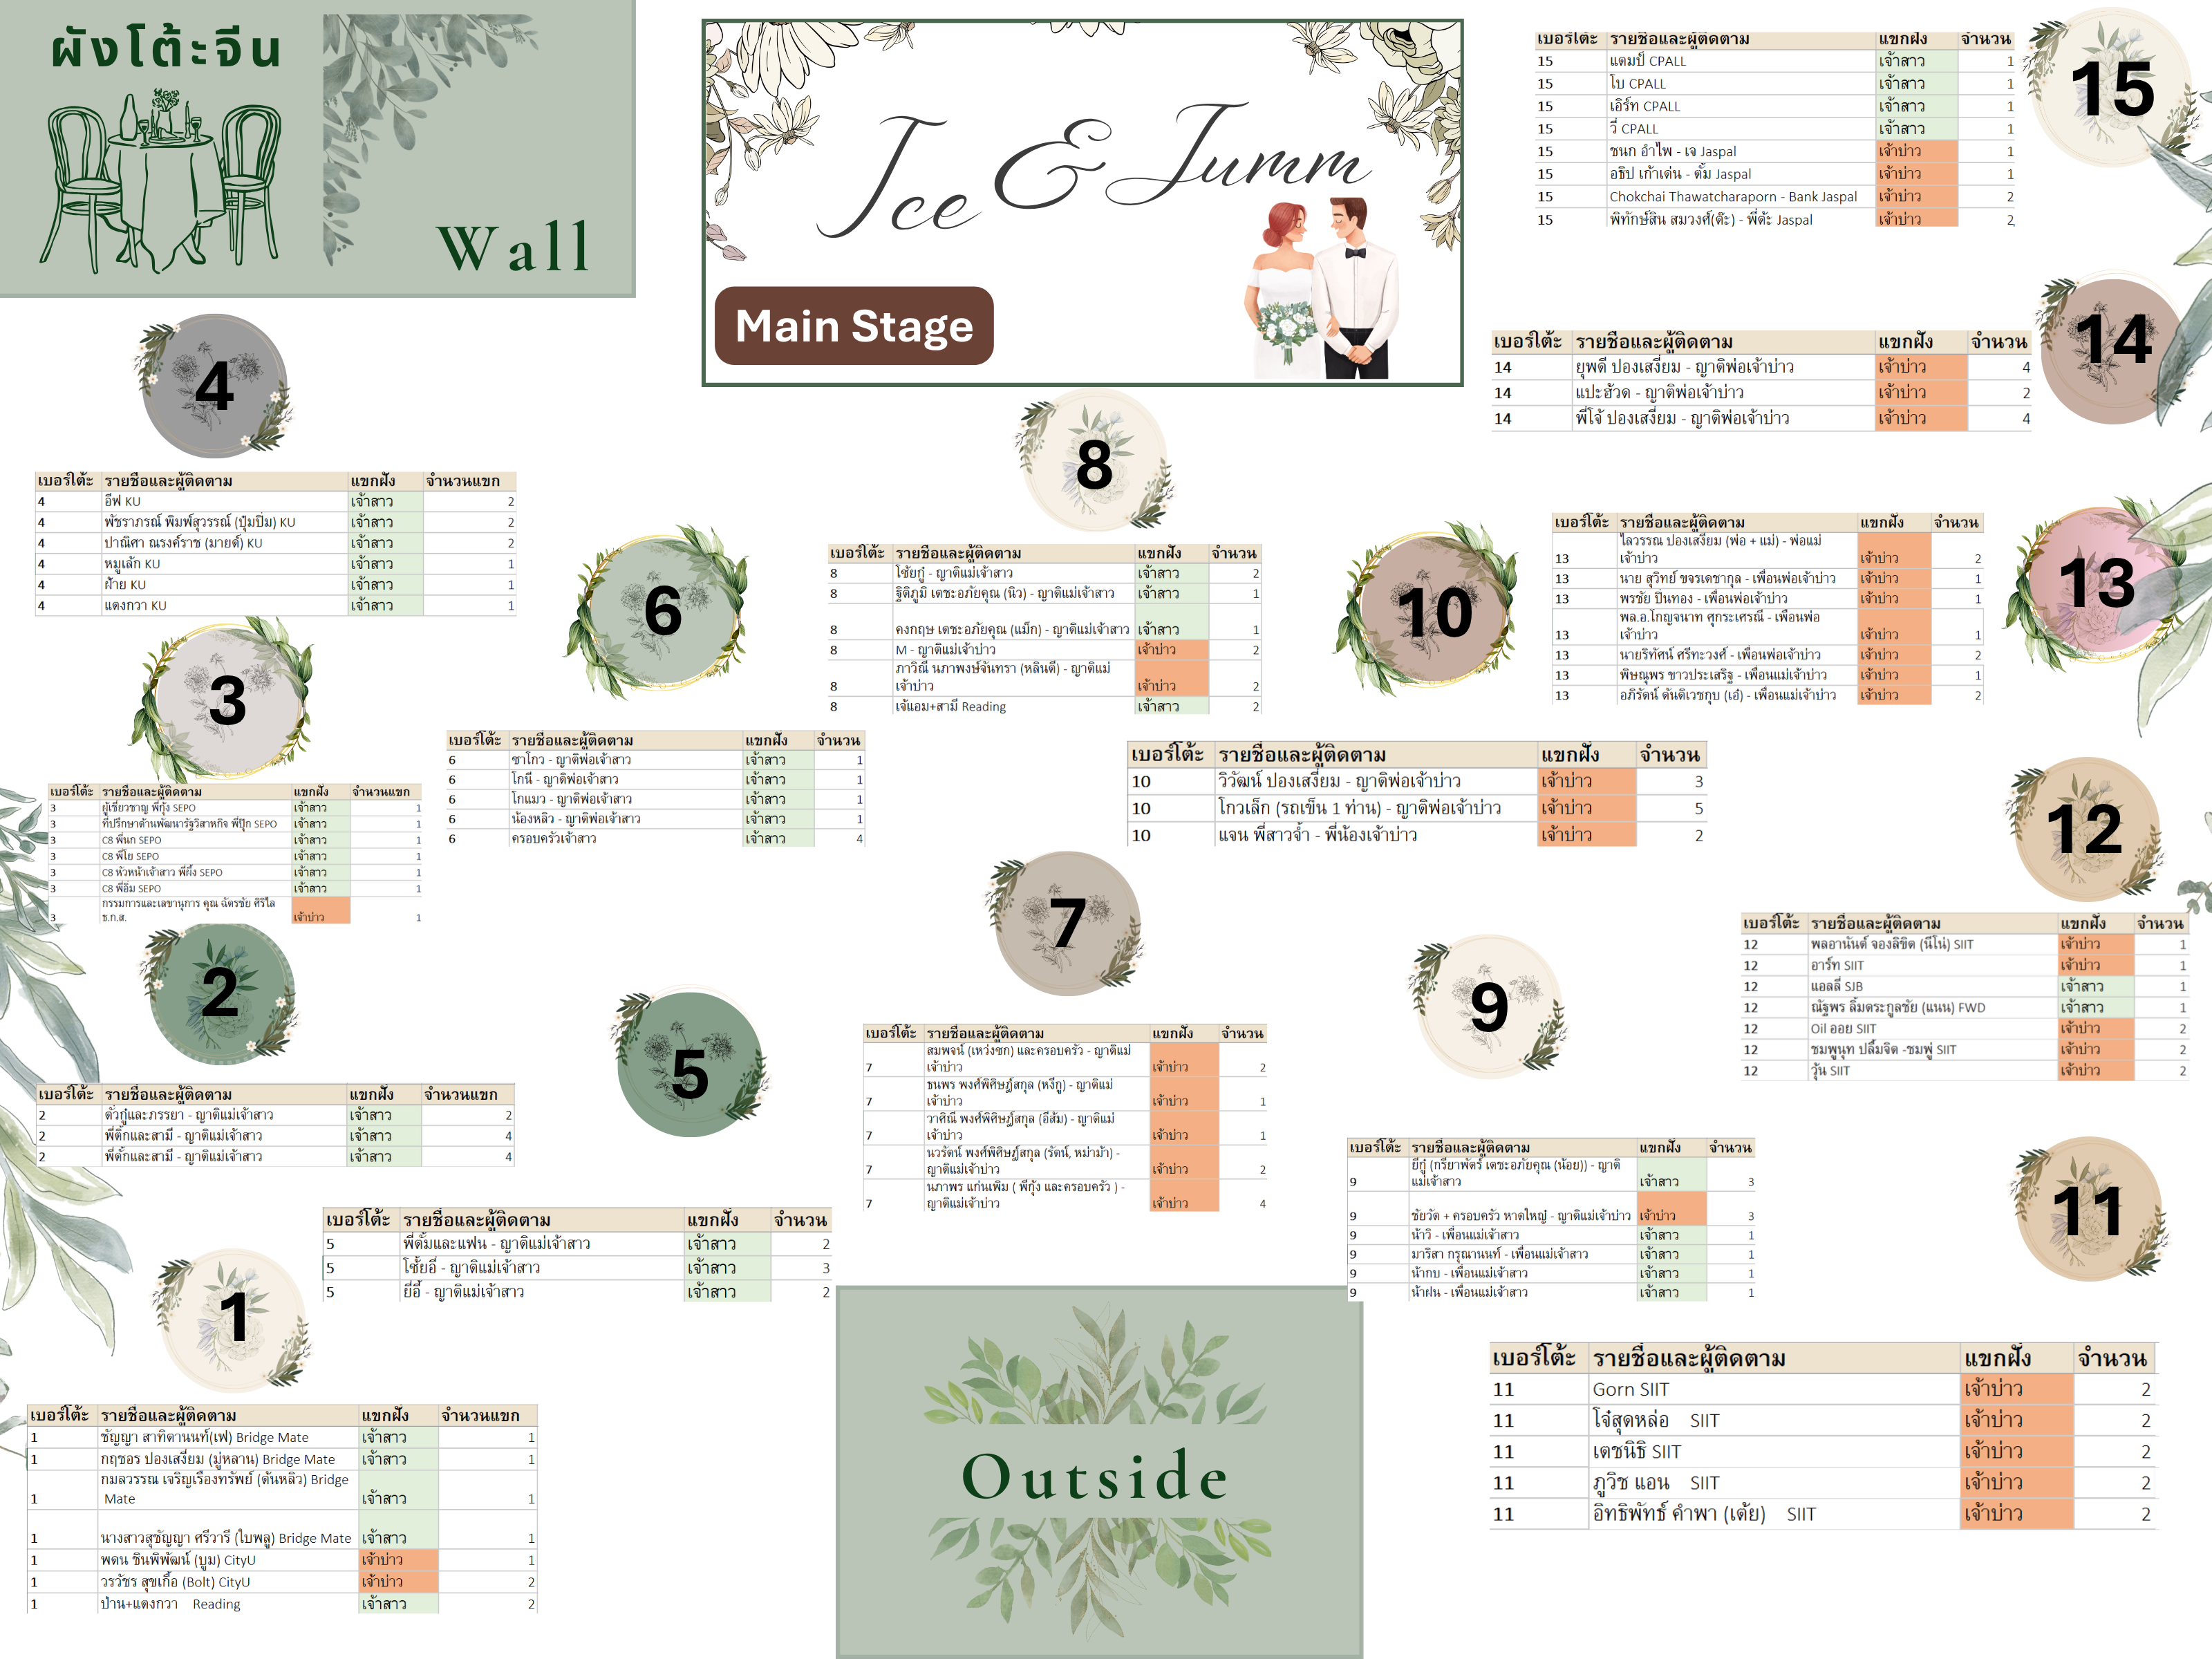 ผังโต๊ะจีน
Wall
Ice & Jumm
Main Stage
15
เบอร์โต๊ะ รายชื่อและผู้ติดตาม แขกฝั่ง จำนวน
15 แดมป์ CPALL เจ้าสาว 1
15 โบ CPALL เจ้าสาว 1
15 เอิร์ท CPALL เจ้าสาว 1
15 วี่ CPALL เจ้าสาว 1
15 ชนก อำไพ - เจ Jaspal เจ้าบ่าว 1
15 อธิป เก้าเด่น - ตั้ม Jaspal เจ้าบ่าว 1
15 Chokchai Thawatcharaporn - Bank Jaspal เจ้าบ่าว 2
15 พิทักษ์สิน สมวงศ์(ต๊ะ) - พี่ต๊ะ Jaspal เจ้าบ่าว 2
14
เบอร์โต๊ะ รายชื่อและผู้ติดตาม แขกฝั่ง จำนวน
14 ยุพดี ปองเสงี่ยม - ญาติพ่อเจ้าบ่าว เจ้าบ่าว 4
14 แปะฮ้วด - ญาติพ่อเจ้าบ่าว เจ้าบ่าว 2
14 พี่โจ้ ปองเสงี่ยม - ญาติพ่อเจ้าบ่าว เจ้าบ่าว 4
4
เบอร์โต๊ะ รายชื่อและผู้ติดตาม แขกฝั่ง จำนวนแขก
4 อีฟ KU เจ้าสาว 2
4 พัชราภรณ์ พิมพ์สุวรรณ์ (ปุ๋มปิ๋ม) KU เจ้าสาว 2
4 ปาณิศา ณรงค์ราช (มายด์) KU เจ้าสาว 2
4 หมูเล้ก KU เจ้าสาว 1
4 ฝ้าย KU เจ้าสาว 1
4 แตงกวา KU เจ้าสาว 1
8
เบอร์โต๊ะ รายชื่อและผู้ติดตาม แขกฝั่ง จำนวน
8 โซ้ยกู๋ - ญาติแม่เจ้าสาว เจ้าสาว 2
8 ฐิติภูมิ เตชะอภัยคุณ (นิว) - ญาติแม่เจ้าสาว เจ้าสาว 1
8 คงกฤษ เตชะอภัยคุณ (แม็ก) - ญาติแม่เจ้าสาว เจ้าสาว 1
8 M - ญาติแม่เจ้าบ่าว เจ้าบ่าว 2
ภาวิณี นภาพงษ์จันทรา (หลินตี) - ญาติแม่
8 เจ้าบ่าว เจ้าบ่าว 2
8 เจ้แอม+สามี Reading เจ้าสาว 2
6
10
13
เบอร์โต๊ะ รายชื่อและผู้ติดตาม แขกฝั่ง จำนวน
ไลวรรณ ปองเสงี่ยม (พ่อ + แม่) - พ่อแม่
13 เจ้าบ่าว เจ้าบ่าว 2
13 นาย สุวิทย์ ขจรเดชากุล - เพื่อนพ่อเจ้าบ่าว เจ้าบ่าว 1
13 พรชัย ปิ่นทอง - เพื่อนพ่อเจ้าบ่าว เจ้าบ่าว 1
พล.อ.โกญจนาท ศุกระเศรณี - เพื่อนพ่อ
13 เจ้าบ่าว เจ้าบ่าว 1
13 นายริทัศน์ ศรีทะวงศ์ - เพื่อนพ่อเจ้าบ่าว เจ้าบ่าว 2
13 พิษณุพร ขาวประเสริฐ - เพื่อนแม่เจ้าบ่าว เจ้าบ่าว 1
13 อภิรัตน์ ตันติเวชกุบ (เอ๋) - เพื่อนแม่เจ้าบ่าว เจ้าบ่าว 2
3
เบอร์โต๊ะ รายชื่อและผู้ติดตาม แขกฝั่ง จำนวนแขก
3 ผู้เชี่ยวชาญ พี่กุ้ง SEPO เจ้าสาว 1
3 ที่ปรึกษาด้านพัฒนารัฐวิสาหกิจ พี่ปุ๊ก SEPO เจ้าสาว 1
3 C8 พี่นก SEPO เจ้าสาว 1
3 C8 พี่โย SEPO เจ้าสาว 1
3 C8 หัวหน้าเจ้าสาว พี่ผึ้ง SEPO เจ้าสาว 1
3 C8 พี่อิ่ม SEPO เจ้าสาว 1
กรรมการและเลขานุการ คุณ ฉัตรชัย ศิริไล
3 ธ.ก.ส. เจ้าบ่าว 1
เบอร์โต๊ะ รายชื่อและผู้ติดตาม แขกฝั่ง จำนวน
6 ซาโกว - ญาติพ่อเจ้าสาว เจ้าสาว 1
6 โกนี - ญาติพ่อเจ้าสาว เจ้าสาว 1
6 โกแมว - ญาติพ่อเจ้าสาว เจ้าสาว 1
6 น้องหลิว - ญาติพ่อเจ้าสาว เจ้าสาว 1
6 ครอบครัวเจ้าสาว เจ้าสาว 4
เบอร์โต๊ะ รายชื่อและผู้ติดตาม แขกฝั่ง จำนวน
10 วิวัฒน์ ปองเสงี่ยม - ญาติพ่อเจ้าบ่าว เจ้าบ่าว 3
10 โกวเล็ก (รถเข็น 1 ท่าน) - ญาติพ่อเจ้าบ่าว เจ้าบ่าว 5
10 แจน พี่สาวจ้ำ - พี่น้องเจ้าบ่าว เจ้าบ่าว 2
12
เบอร์โต๊ะ รายชื่อและผู้ติดตาม แขกฝั่ง จำนวน
12 พลอานันต์ จองลิขิต (นีโน่) SIIT เจ้าบ่าว 1
12 อาร์ท SIIT เจ้าบ่าว 1
12 แอลลี่ SJB เจ้าสาว 1
12 ณัฐพร ลิ้มตระกูลชัย (แนน) FWD เจ้าสาว 1
12 Oil ออย SIIT เจ้าบ่าว 2
12 ชมพูนุท ปลื้มจิต -ชมพู่ SIIT เจ้าบ่าว 2
12 วุ้น SIIT เจ้าบ่าว 2
7
เบอร์โต๊ะ รายชื่อและผู้ติดตาม แขกฝั่ง จำนวน
สมพจน์ (เหว่งซก) และครอบครัว - ญาติแม่
7 เจ้าบ่าว เจ้าบ่าว 2
ธนพร พงศ์พิศิษฎ์สกุล (หงีกู) - ญาติแม่
7 เจ้าบ่าว เจ้าบ่าว 1
วาศิณี พงศ์พิศิษฎ์สกุล (อีส้ม) - ญาติแม่
7 เจ้าบ่าว เจ้าบ่าว 1
นวรัตน์ พงศ์พิศิษฎ์สกุล (รัตน์, หม่าม้า) -
7 ญาติแม่เจ้าบ่าว เจ้าบ่าว 2
นภาพร แก่นเพิ่ม ( พี่กุ้ง และครอบครัว ) -
7 ญาติแม่เจ้าบ่าว เจ้าบ่าว 4
2
เบอร์โต๊ะ รายชื่อและผู้ติดตาม แขกฝั่ง จำนวนแขก
2 ตั่วกู๋และภรรยา - ญาติแม่เจ้าสาว เจ้าสาว 2
2 พี่ติ๊กและสามี - ญาติแม่เจ้าสาว เจ้าสาว 4
2 พี่ตั๊กและสามี - ญาติแม่เจ้าสาว เจ้าสาว 4
5
เบอร์โต๊ะ รายชื่อและผู้ติดตาม แขกฝั่ง จำนวน
5 พี่ตั้มและแฟน - ญาติแม่เจ้าสาว เจ้าสาว 2
5 โซ้ยอี๊ - ญาติแม่เจ้าสาว เจ้าสาว 3
5 ยี่อี๊ - ญาติแม่เจ้าสาว เจ้าสาว 2
9
เบอร์โต๊ะ รายชื่อและผู้ติดตาม แขกฝั่ง จำนวน
ยี่กู๋ (กรียาพัตร์ เตชะอภัยคุณ (น้อย)) - ญาติ
9 แม่เจ้าสาว เจ้าสาว 3
9 ชัยวัต + ครอบครัว หาดใหญ่ - ญาติแม่เจ้าบ่าว เจ้าบ่าว 3
9 น้าวิ - เพื่อนแม่เจ้าสาว เจ้าสาว 1
9 มาริสา กรุณานนท์ - เพื่อนแม่เจ้าสาว เจ้าสาว 1
9 น้ากบ - เพื่อนแม่เจ้าสาว เจ้าสาว 1
9 น้าฝน - เพื่อนแม่เจ้าสาว เจ้าสาว 1
11
เบอร์โต๊ะ รายชื่อและผู้ติดตาม แขกฝั่ง จำนวน
11 Gorn SIIT เจ้าบ่าว 2
11 โจ๋สุดหล่อ SIIT เจ้าบ่าว 2
11 เตชนิธิ SIIT เจ้าบ่าว 2
11 ภูวิช แอน SIIT เจ้าบ่าว 2
11 อิทธิพัทธ์ คำพา (เต้ย) SIIT เจ้าบ่าว 2
1
เบอร์โต๊ะ รายชื่อและผู้ติดตาม แขกฝั่ง จำนวนแขก
1 ชัญญา สาทิตานนท์(เฟ) Bridge Mate เจ้าสาว 1
1 กฤชอร ปองเสงี่ยม (มู่หลาน) Bridge Mate เจ้าสาว 1
กมลวรรณ เจริญเรืองทรัพย์ (ต้นหลิว) Bridge
1 Mate เจ้าสาว 1
1 นางสาวสุชัญญา ศรีวารี (ใบพลู) Bridge Mate เจ้าสาว 1
1 พดน ชินพิพัฒน์ (บูม) CityU เจ้าบ่าว 1
1 วรวัชร สุขเกื้อ (Bolt) CityU เจ้าบ่าว 2
1 ป่าน+แตงกวา Reading เจ้าสาว 2
Outside